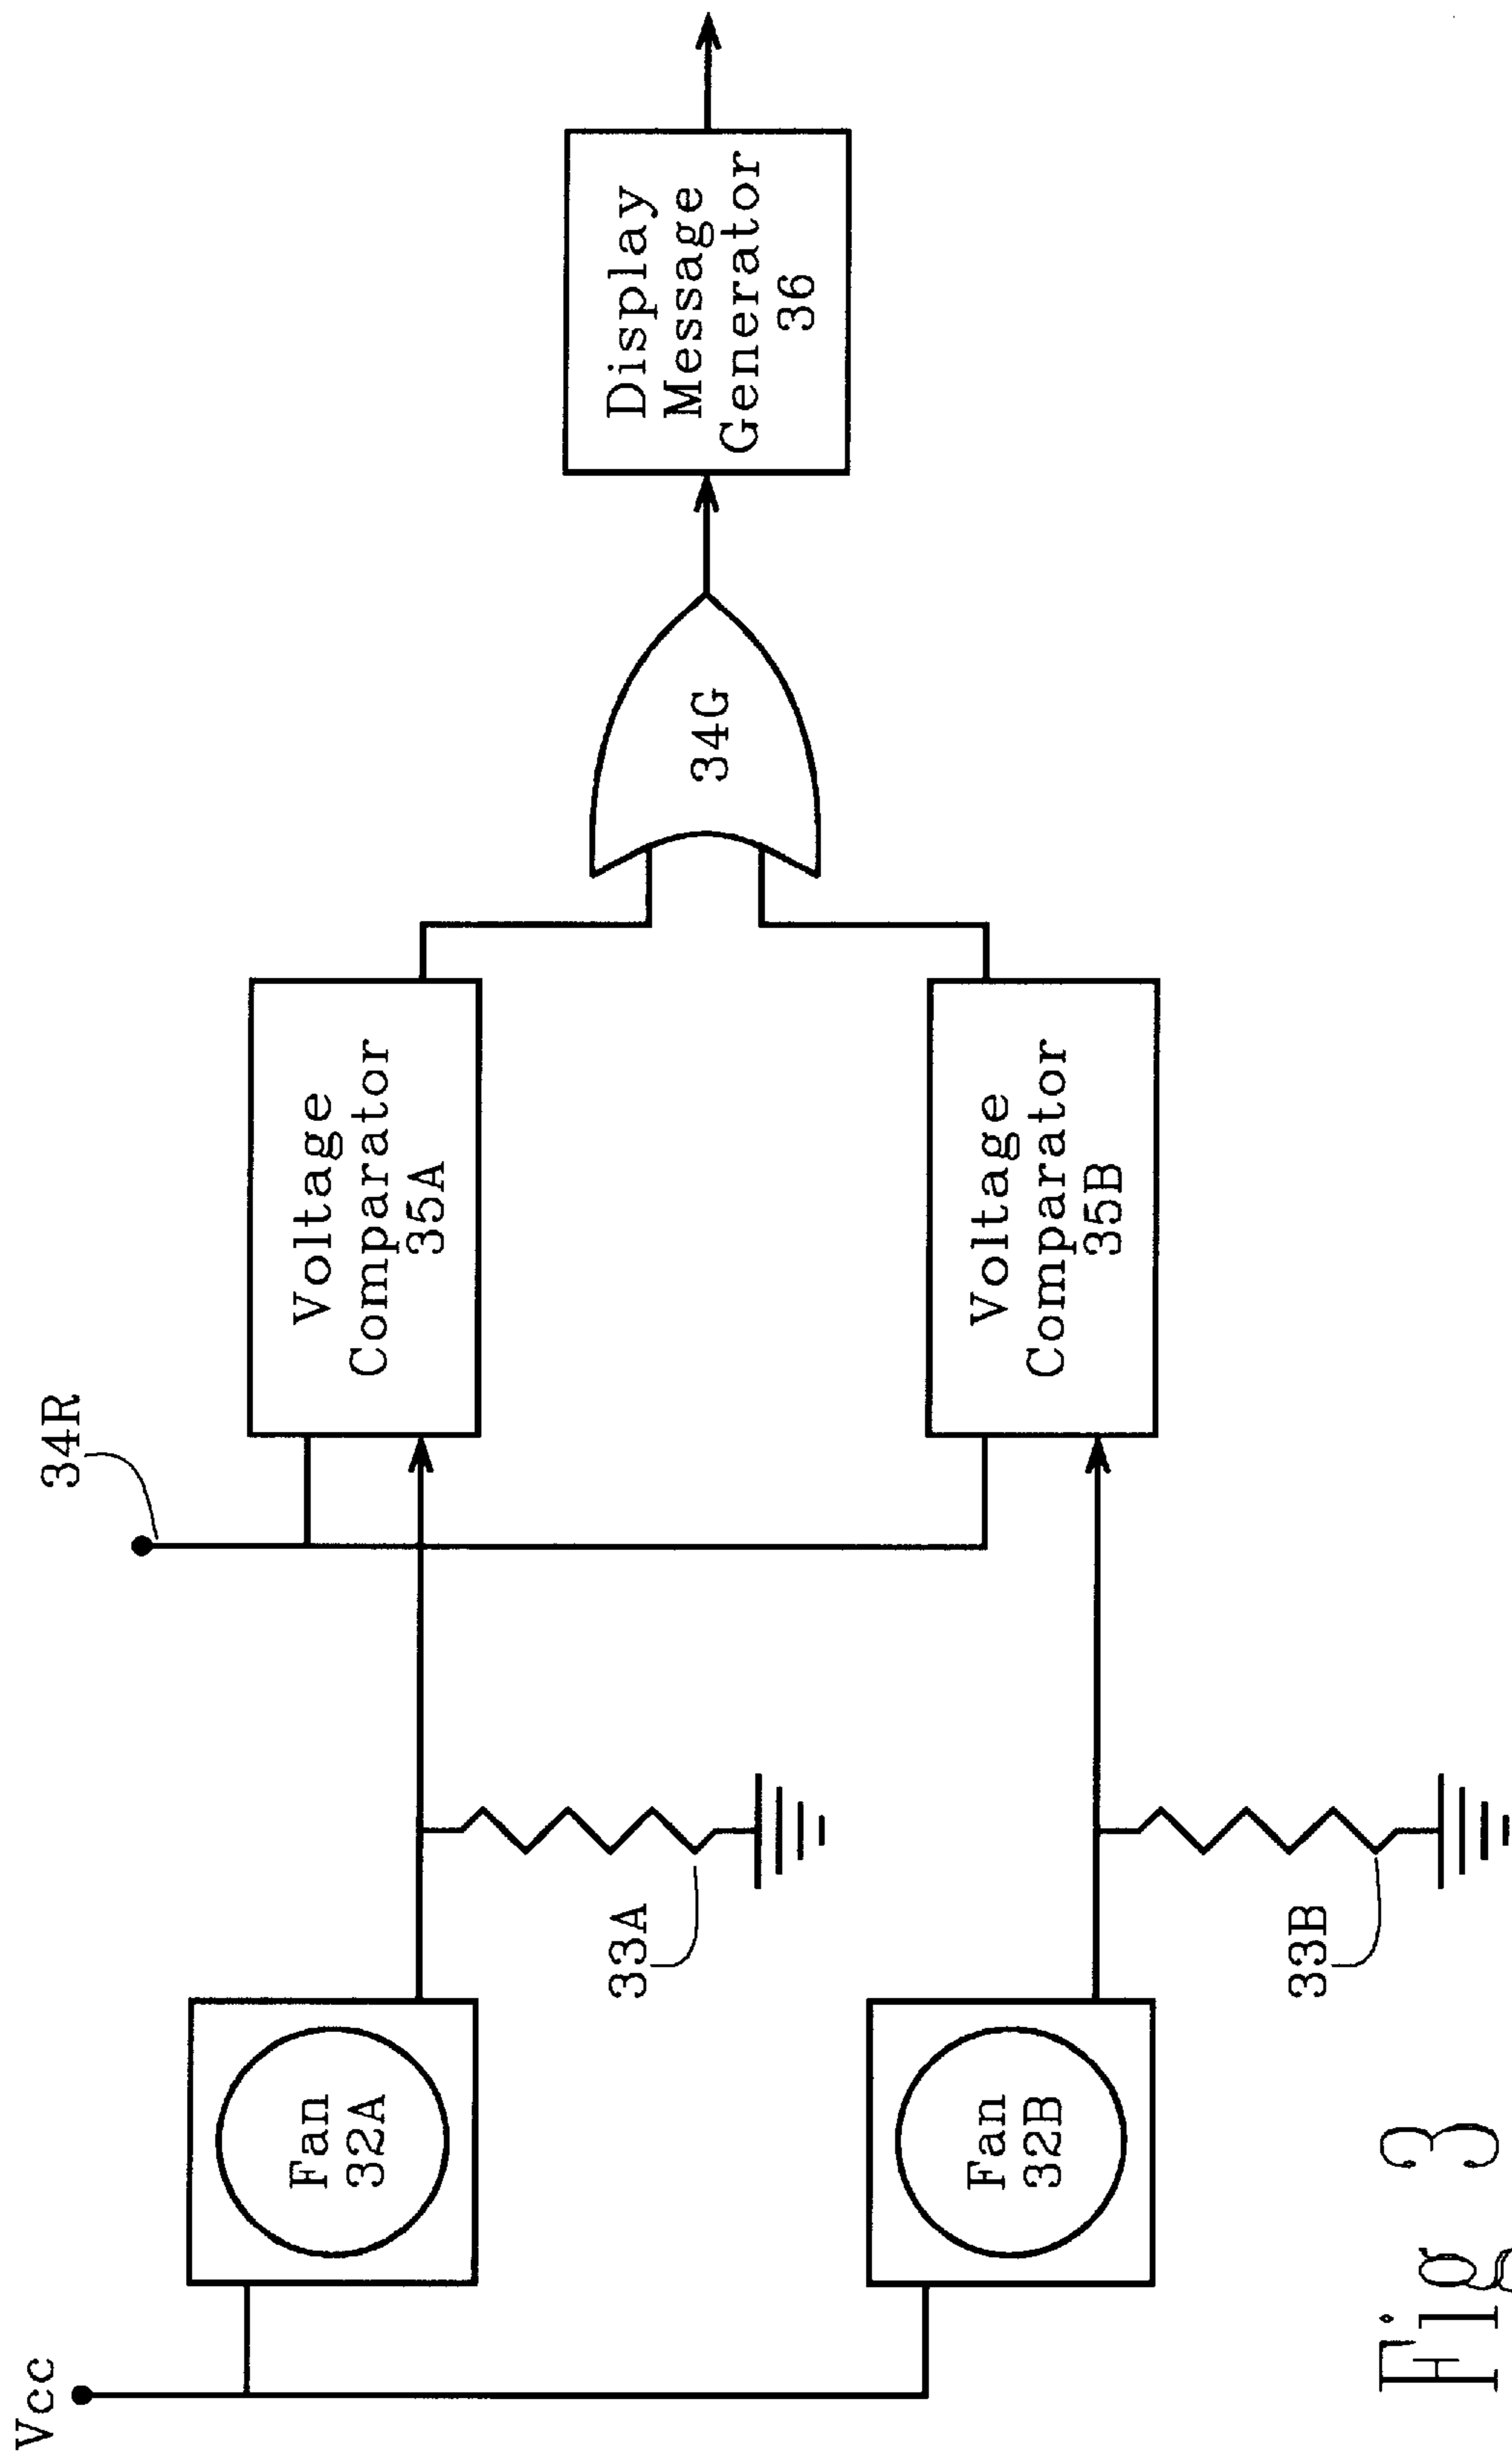 Vcc
Fan
32A
33A
34R
Voltage
Comparator
35A
34G
Display
Message
Generator
36
Fan
32B
33B
Voltage
Comparator
35B
Fig 3